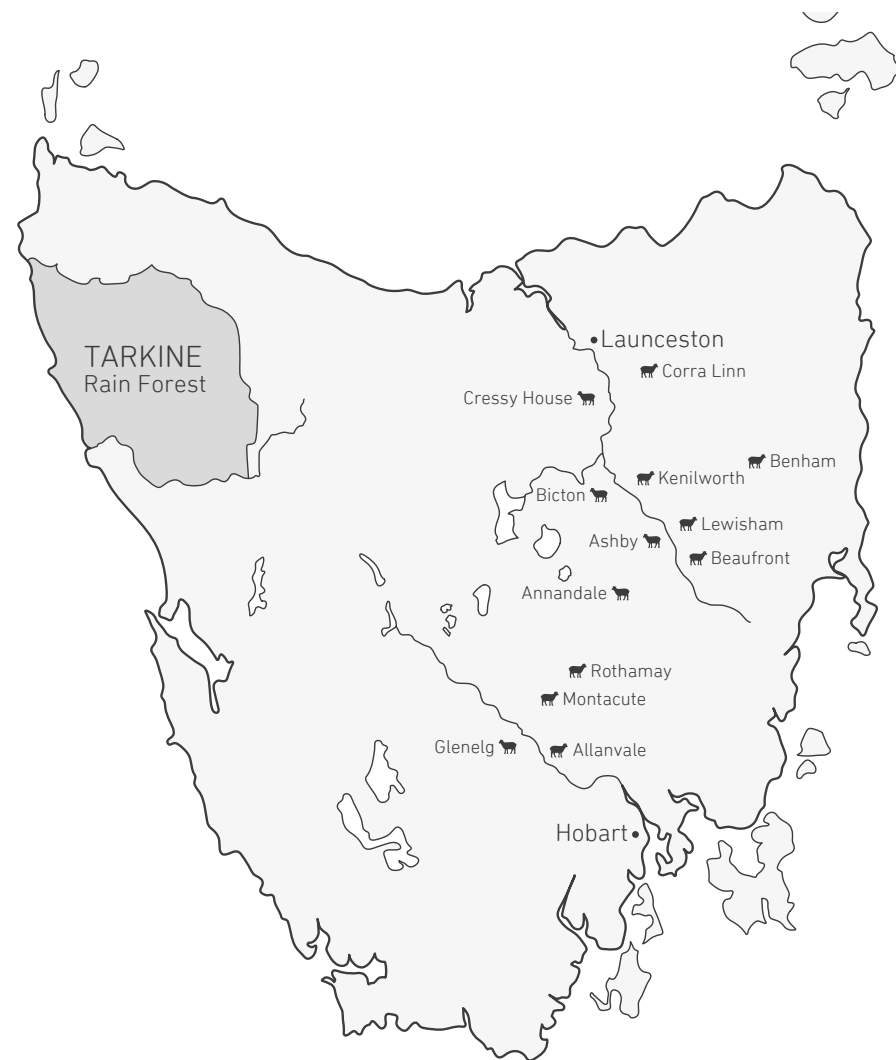 TARKINE
Rain Forest
Launceston
Corra Linn
Cressy House
Benham
Kenilworth
Bicton
Lewisham
Ashby
Beaufront
Annandale
Rothamay
Montacute
Glenelg
Allanvale
Hobart